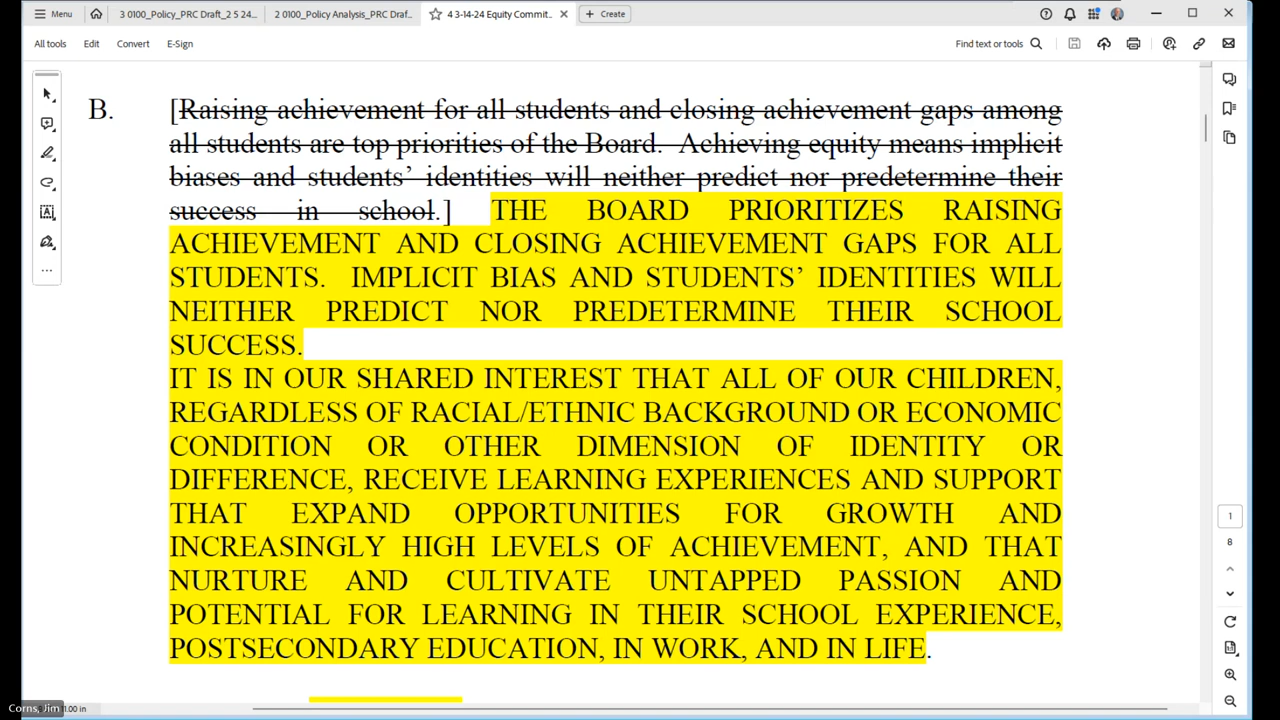 Menu
3 0100_Policy_PRC Draft_2 5 24...
2 0100_Policy Analysis_PRC Draf...
4 3-14-24 Equity Commit...
Create
All tools
Edit
Convert
E-Sign
Find text or tools
B. [Raising achievement for all students and closing achievement gaps among
all students are top priorities of the Board. Achieving equity means implicit
biases and students' identities will neither predict nor predetermine their
success in school.] THE BOARD PRIORITIZES RAISING
ACHIEVEMENT AND CLOSING ACHIEVEMENT GAPS FOR ALL
STUDENTS. IMPLICIT BIAS AND STUDENTS' IDENTITIES WILL
NEITHER PREDICT NOR PREDETERMINE THEIR SCHOOL
SUCCESS.
IT IS IN OUR SHARED INTEREST THAT ALL OF OUR CHILDREN,
REGARDLESS OF RACIAL/ETHNIC BACKGROUND OR ECONOMIC
CONDITION OR OTHER DIMENSION OF IDENTITY OR
DIFFERENCE, RECEIVE LEARNING EXPERIENCES AND SUPPORT
THAT EXPAND OPPORTUNITIES FOR GROWTH AND
INCREASINGLY HIGH LEVELS OF ACHIEVEMENT, AND THAT
NURTURE AND CULTIVATE UNTAPPED PASSION AND
POTENTIAL FOR LEARNING IN THEIR SCHOOL EXPERIENCE,
POSTSECONDARY EDUCATION, IN WORK, AND IN LIFE.
1
8
Corns, Jim
1.00 in